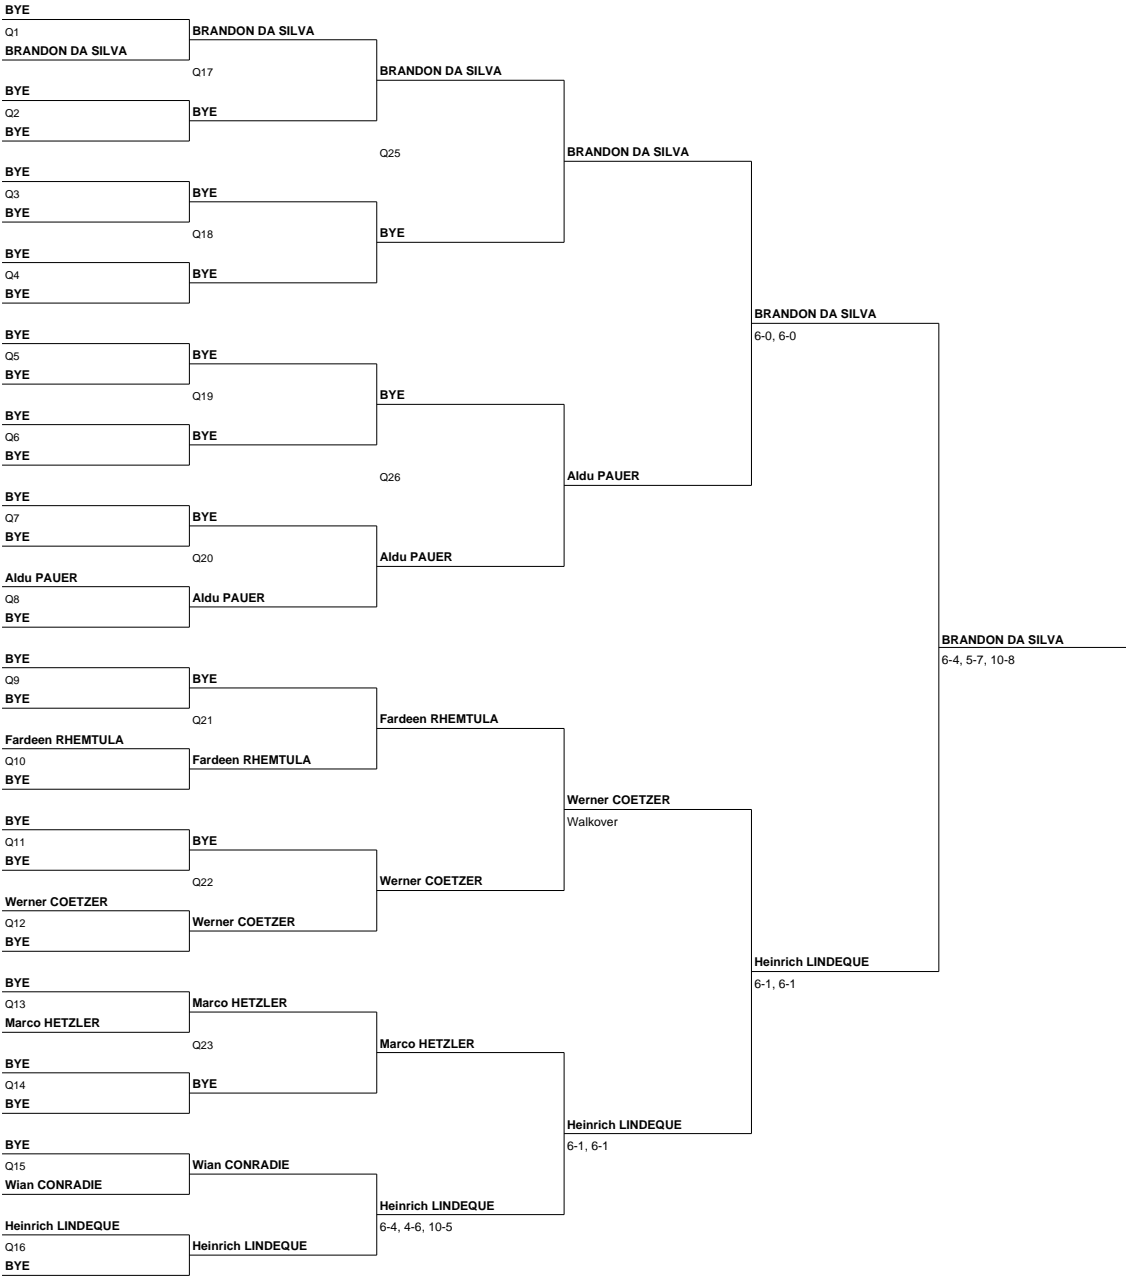 BYE
Q1
BRANDON DA SILVA
BYE
Q2
BYE
BYE
Q3
BYE
BYE
Q4
BYE
BYE
Q5
BYE
BYE
Q6
BYE
BYE
Q7
BYE
Aldu PAUER
Q8
BYE
BYE
Q9
BYE
Fardeen RHEMTULA
Q10
BYE
BYE
Q11
BYE
Werner COETZER
Q12
BYE
BYE
Q13
Marco HETZLER
BYE
Q14
BYE
BYE
Q15
Wian CONRADIE
Heinrich LINDEQUE
Q16
BYE
BRANDON DA SILVA
Q17
BYE
BYE
Q18
BYE
BYE
Q19
BYE
BYE
Q20
Aldu PAUER
BYE
Q21
Fardeen RHEMTULA
BYE
Q22
Werner COETZER
Marco HETZLER
Q23
BYE
Wian CONRADIE
Heinrich LINDEQUE
BRANDON DA SILVA
Q25
BYE
BYE
Q26
Aldu PAUER
Fardeen RHEMTULA
Werner COETZER
Marco HETZLER
Heinrich LINDEQUE
6-4, 4-6, 10-5
BRANDON DA SILVA
Aldu PAUER
Werner COETZER
Walkover
Heinrich LINDEQUE
6-1, 6-1
BRANDON DA SILVA
6-0, 6-0
Heinrich LINDEQUE
6-1, 6-1
BRANDON DA SILVA
6-4, 5-7, 10-8